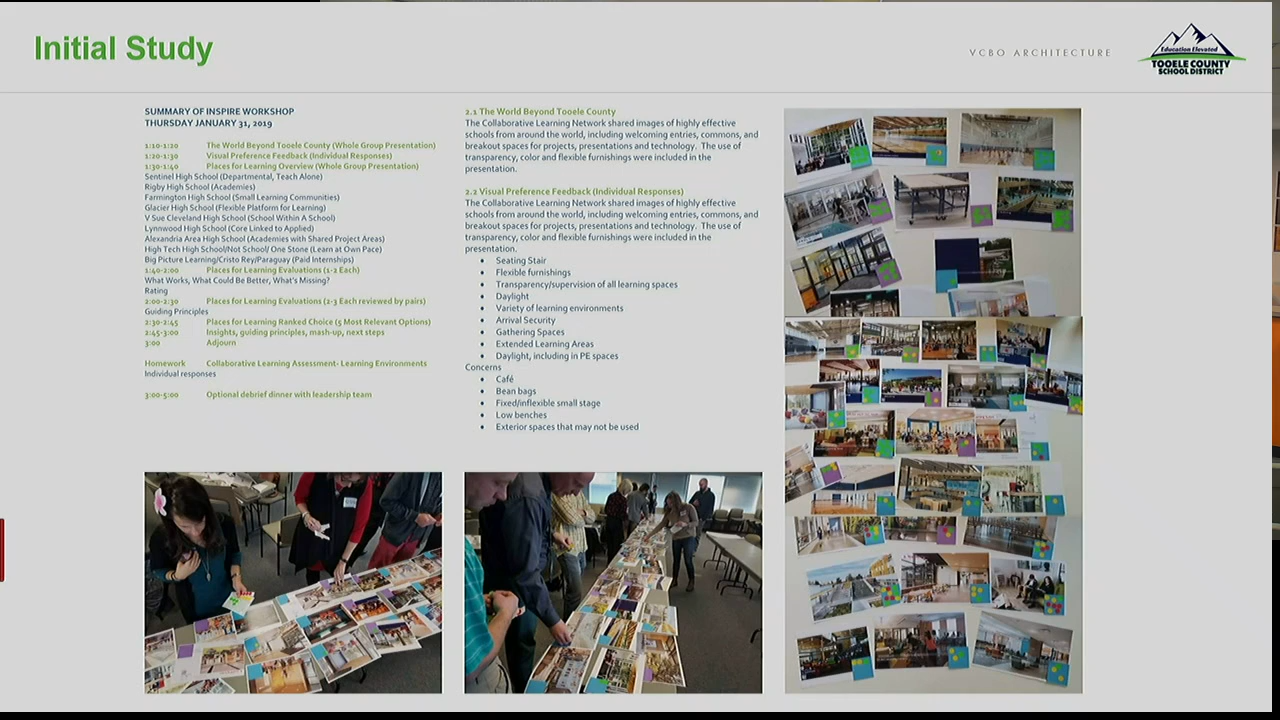 Initial Study
VCBO ARCHITECTURE
Education Elevated
TOOELE COUNTY
SCHOOL DISTRICT
SUMMARY OF INSPIRE WORKSHOP
THURSDAY JANUARY 31, 2019
1:10-1:20 The World Beyond Tooele County (Whole Group Presentation)
1:20-1:30 Visual Preference Feedback (Individual Responses)
1:30-1:40 Places for Learning Overview (Whole Group Presentation)
Sentinel High School (Departmental, Teach Alone)
Rigby High School (Academies)
Farmington High School (Small Learning Communities)
Glacier High School (Flexible Platform for Learning)
V Sue Cleveland High School (School Within A School)
Lynnwood High School (Core Linked to Applied)
Alexandria Area High School (Academies with Shared Project Areas)
High Tech High School/Not School/ One Stone (Learn at Own Pace)
Big Picture Learning/Cristo Rey/Paraguay (Paid Internships)
1:40-2:00 Places for Learning Evaluations (1-2 Each)
What Works, What Could Be Better, What's Missing?
Rating
2:00-2:30 Places for Learning Evaluations (2-3 Each reviewed by pairs)
Guiding Principles
2:30-2:45 Places for Learning Ranked Choice (5 Most Relevant Options)
2:45-3:00 Insights, guiding principles, mash-up, next steps
3:00 Adjourn
Homework Collaborative Learning Assessment- Learning Environments
Individual responses
3:00-5:00 Optional debrief dinner with leadership team
2.1 The World Beyond Tooele County
The Collaborative Learning Network shared images of highly effective
schools from around the world, including welcoming entries, commons, and
breakout spaces for projects, presentations and technology. The use of
transparency, color and flexible furnishings were included in the
presentation.
2.2 Visual Preference Feedback (Individual Responses)
The Collaborative Learning Network shared images of highly effective
schools from around the world, including welcoming entries, commons, and
breakout spaces for projects, presentations and technology. The use of
transparency, color and flexible furnishings were included in the
presentation.
• Seating Stair
• Flexible furnishings
• Transparency/supervision of all learning spaces
• Daylight
• Variety of learning environments
• Arrival Security
• Gathering Spaces
• Extended Learning Areas
• Daylight, including in PE spaces
Concerns
• Café
• Bean bags
• Fixed/inflexible small stage
• Low benches
• Exterior spaces that may not be used